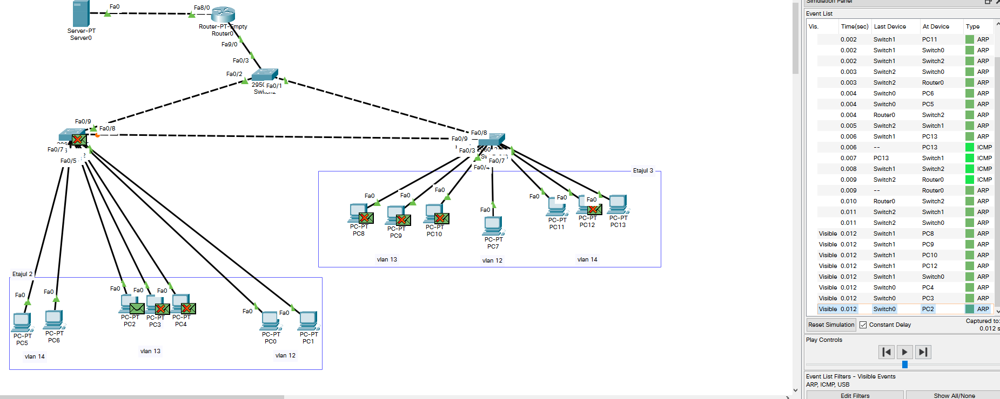 Simulation Panel
Event List
Vis. Time(sec) Last Device At Device Type
0.002 Switch1 PC11 ARP
0.002 Switch1 Switch0 ARP
0.002 Switch1 Switch2 ARP
0.003 Switch2 Switch0 ARP
0.003 Switch2 Router0 ARP
0.004 Switch0 PC6 ARP
0.004 Switch0 PC5 ARP
0.004 Router0 Switch2 ARP
0.005 Switch2 Switch1 ARP
0.006 Switch1 PC13 ARP
0.006 -- PC13 ICMP
0.007 PC13 Switch1 ICMP
0.008 Switch1 Switch2 ICMP
0.009 Switch2 Router0 ICMP
0.009 -- Router0 ARP
0.010 Router0 Switch2 ARP
0.011 Switch2 Switch1 ARP
0.011 Switch2 Switch0 ARP
Visible 0.012 Switch1 PC8 ARP
Visible 0.012 Switch1 PC9 ARP
Visible 0.012 Switch1 PC10 ARP
Visible 0.012 Switch1 PC12 ARP
Visible 0.012 Switch1 Switch0 ARP
Visible 0.012 Switch0 PC4 ARP
Visible 0.012 Switch0 PC3 ARP
Visible 0.012 Switch0 PC2 ARP
Reset Simulation Constant Delay
Captured to:
0.012 s
Play Controls
Event List Filters - Visible Events
ARP, ICMP, USB
Edit Filters Show All/None
Fa0
Fa8/0
Server-PT
Server0
Router-PT-Empty
Router0
Fa9/0
Fa0/3
Fa0/2
Fa0/1
Switch2
Fa0/9
Fa0/8
Fa0/7
Fa0/5
Fa0/8
Fa0/9
Fa0/3
Fa0/7
Fa0/4
Etajul 3
Fa0 Fa0 Fa0 Fa0 Fa0 Fa0 Fa0
PC-PT
PC8
PC-PT
PC9
PC-PT
PC10
PC-PT
PC7
PC-PT
PC11
PC-PT
PC12
PC-PT
PC13
vlan 13
vlan 12
vlan 14
Etajul 2
Fa0 Fa0 Fa0 Fa0 Fa0 Fa0 Fa0
PC-PT
PC5
PC-PT
PC6
PC-PT
PC2
PC-PT
PC3
PC-PT
PC4
PC-PT
PC0
PC-PT
PC1
vlan 14
vlan 13
vlan 12